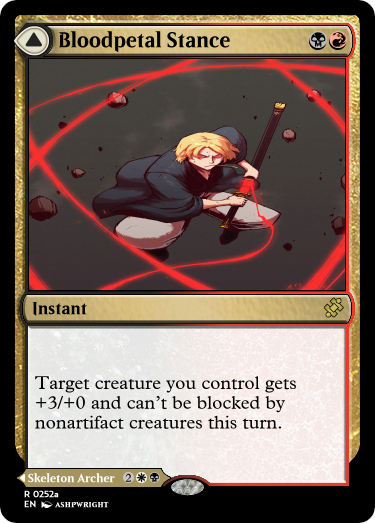 Bloodpetal Stance
Instant
Target creature you control gets
+3/+0 and can't be blocked by
nonartifact creatures this turn.
Skeleton Archer 2
R 0252a
EN ASHPWRIGHT